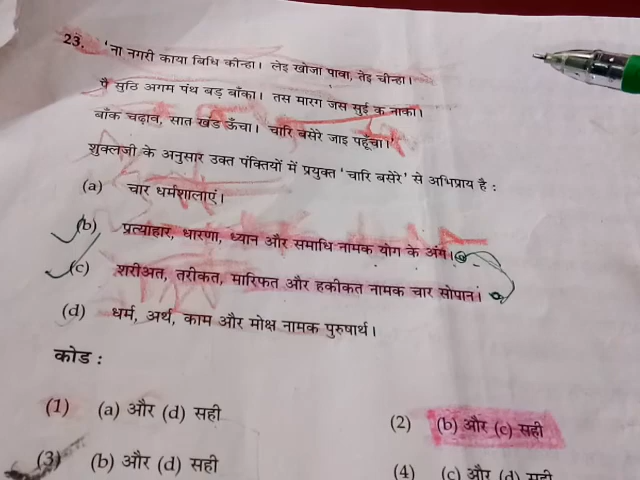 23. 'ना नगरी काया बिधि कीन्हा। लेइ खोजा पावा, तेइ चीन्हा।
मैं सुठि अगम पंथ बड़ बाँका। तस मारग जस सुई क नाका।
बाँक चढ़ाव, सात खंड ऊँचा। चारि बसेरे जाइ पहूँचा।'
शुक्लजी के अनुसार उक्त पंक्तियों में प्रयुक्त 'चारि बसेरे' से अभिप्राय है :
(a) चार धर्मशालाएं।
(b) प्रत्याहार, धारणा, ध्यान और समाधि नामक योग के अंग।
(c) शरीअत, तरीकत, मारिफत और हकीकत नामक चार सोपान।
(d) धर्म, अर्थ, काम और मोक्ष नामक पुरुषार्थ।
कोड :
(1) (a) और (d) सही
(2) (b) और (c) सही
(3) (b) और (d) सही
(4) (c) और (d) सही